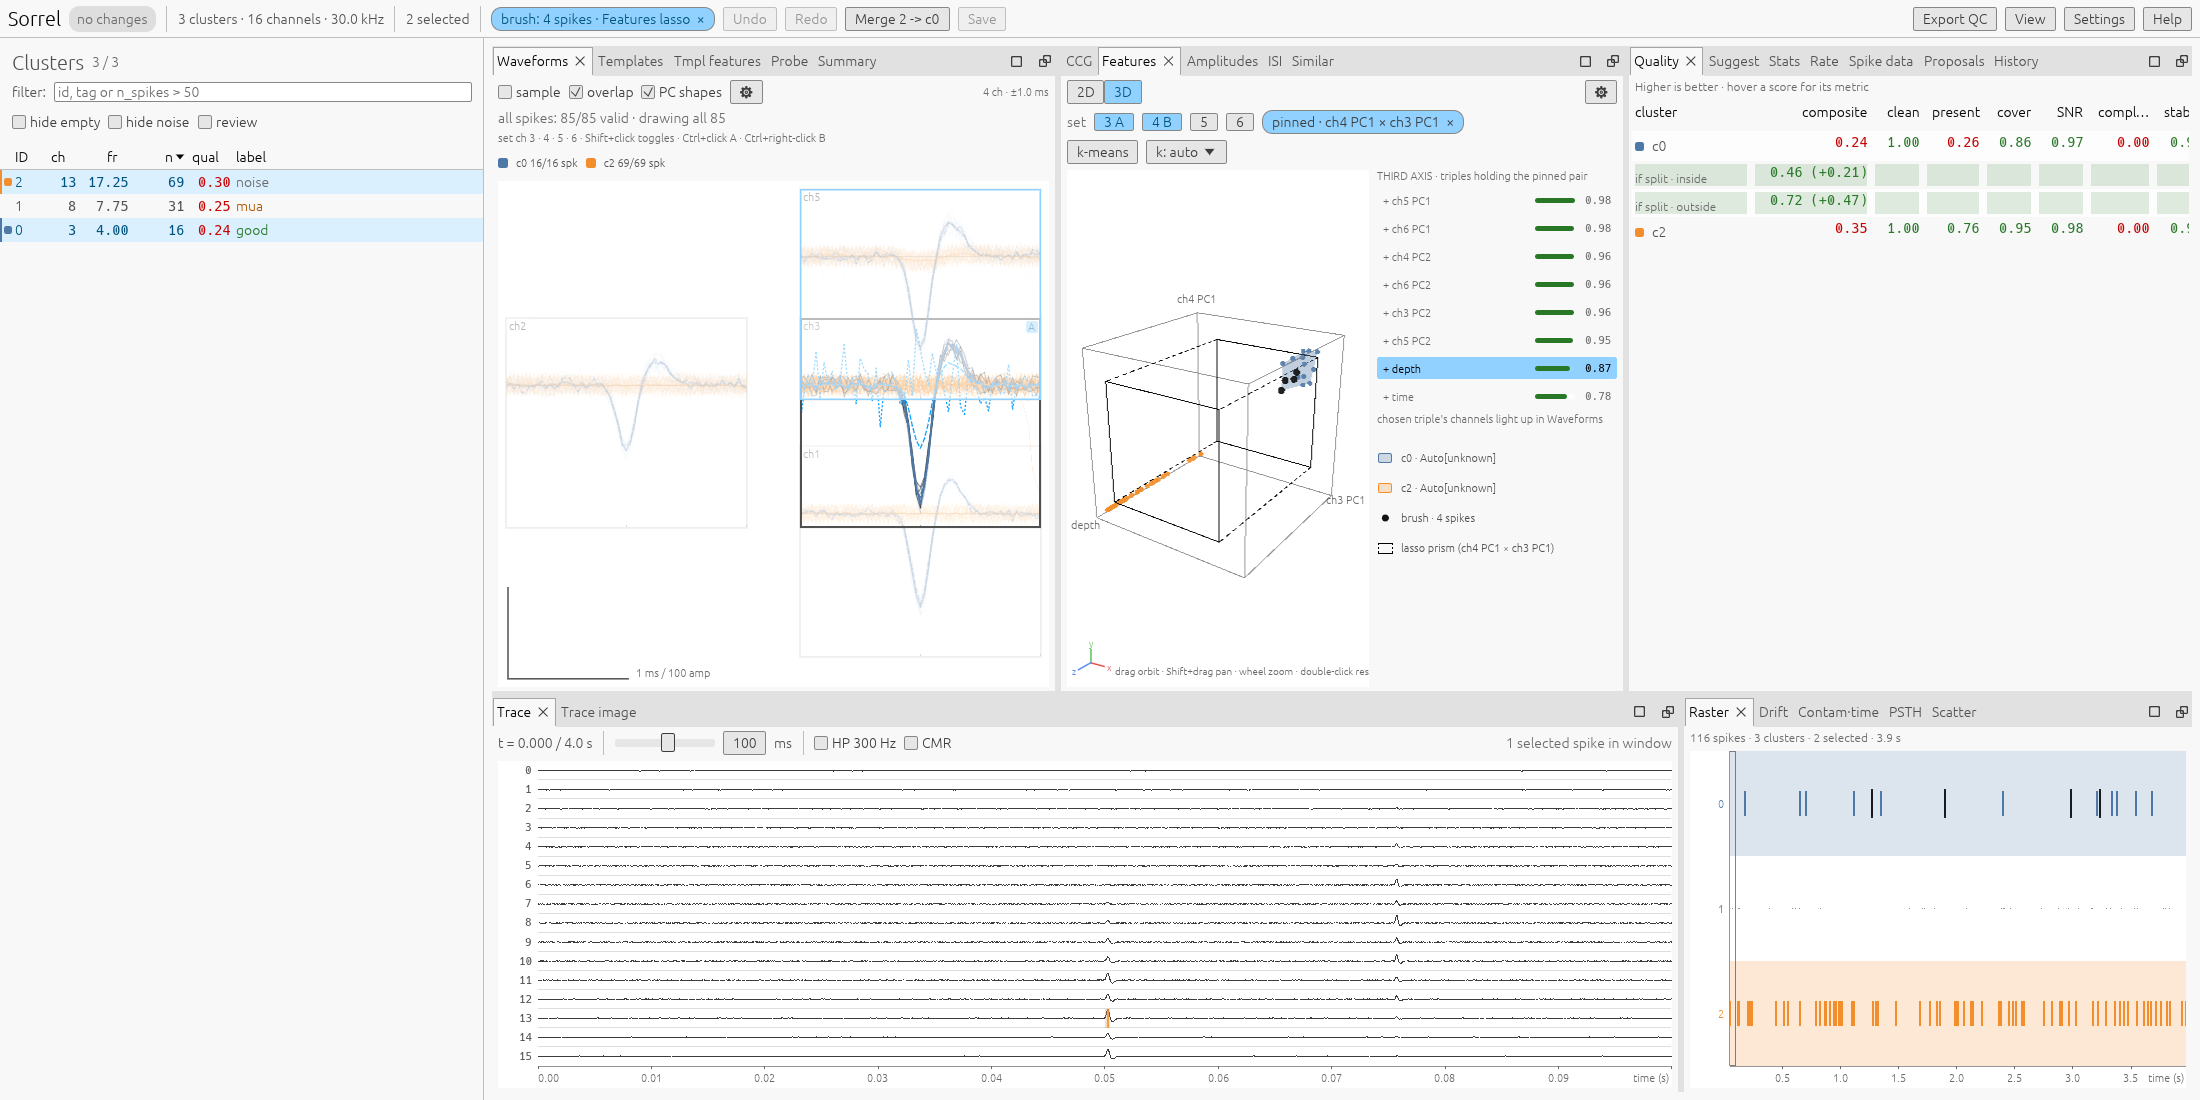 Sorrel no changes 3 clusters · 16 channels · 30.0 kHz 2 selected brush: 4 spikes · Features lasso × Undo Redo Merge 2 -> c0 Save Export QC View Settings Help
Clusters 3 / 3
filter: id, tag or n_spikes > 50
hide empty hide noise review
ID ch fr n▼ qual label
2 13 17.25 69 0.30 noise
1 8 7.75 31 0.25 mua
0 3 4.00 16 0.24 good
Waveforms Templates Tmpl features Probe Summary
sample overlap PC shapes 4 ch · ±1.0 ms
all spikes: 85/85 valid · drawing all 85
set ch 3 · 4 · 5 · 6 · Shift+click toggles · Ctrl+click A · Ctrl+right-click B
c0 16/16 spk c2 69/69 spk
ch5
ch2
ch3 A
ch1
1 ms / 100 amp
CCG Features Amplitudes ISI Similar
2D 3D
set 3 A 4 B 5 6 pinned · ch4 PC1 × ch3 PC1 ×
k-means k: auto ▼
THIRD AXIS · triples holding the pinned pair
+ ch5 PC1 0.98
+ ch6 PC1 0.98
+ ch4 PC2 0.96
+ ch6 PC2 0.96
+ ch3 PC2 0.96
+ ch5 PC2 0.95
+ depth 0.87
+ time 0.78
chosen triple's channels light up in Waveforms
c0 · Auto[unknown]
c2 · Auto[unknown]
brush · 4 spikes
lasso prism (ch4 PC1 × ch3 PC1)
ch4 PC1
ch3 PC1
depth
y
z x
drag orbit · Shift+drag pan · wheel zoom · double-click res
Quality Suggest Stats Rate Spike data Proposals History
Higher is better · hover a score for its metric
cluster composite clean present cover SNR compl... stab
c0 0.24 1.00 0.26 0.86 0.97 0.00 0.9
if split · inside 0.46 (+0.21)
if split · outside 0.72 (+0.47)
c2 0.35 1.00 0.76 0.95 0.98 0.00 0.9
Trace Trace image
t = 0.000 / 4.0 s 100 ms HP 300 Hz CMR 1 selected spike in window
0
1
2
3
4
5
6
7
8
9
10
11
12
13
14
15
0.00 0.01 0.02 0.03 0.04 0.05 0.06 0.07 0.08 0.09 time (s)
Raster Drift Contam·time PSTH Scatter
116 spikes · 3 clusters · 2 selected · 3.9 s
0
1
2
0.5 1.0 1.5 2.0 2.5 3.0 3.5 time (s)